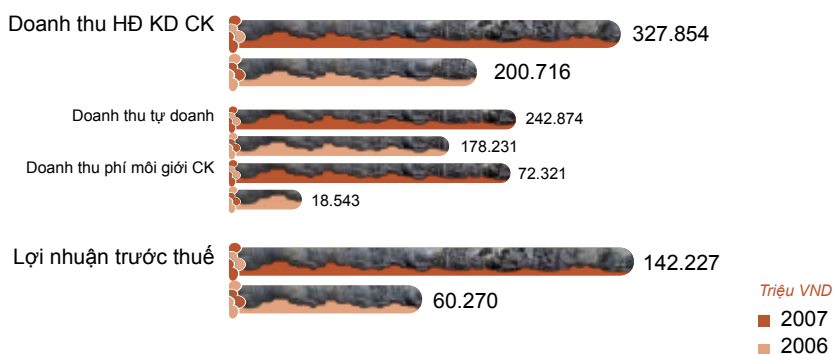 Doanh thu HĐ KD CK
327.854
200.716
Doanh thu tự doanh
242.874
178.231
Doanh thu phí môi giới CK
72.321
18.543
Lợi nhuận trước thuế
142.227
60.270
Triệu VND
2007
2006